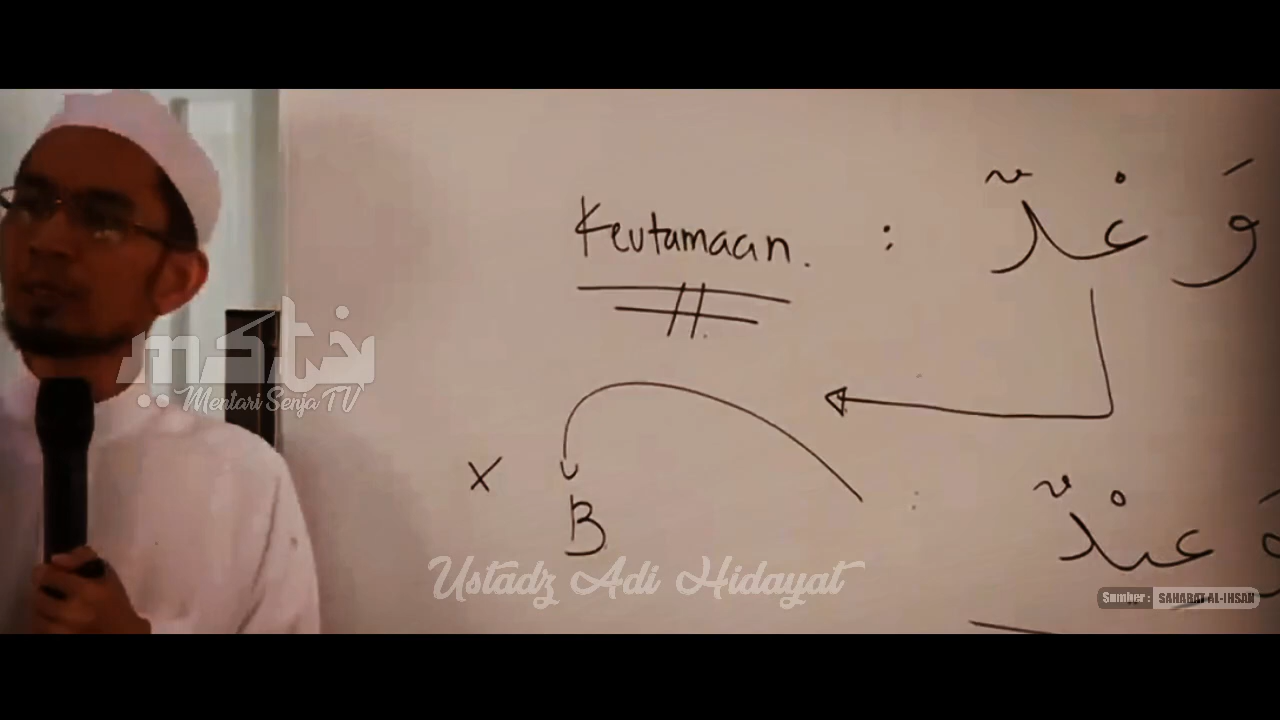 Keutamaan. : وَ عْدٌ
Mentari Senja TV
X B
Ustadz Adi Hidayat
Sumber : SAHABAT AL-IHSAN